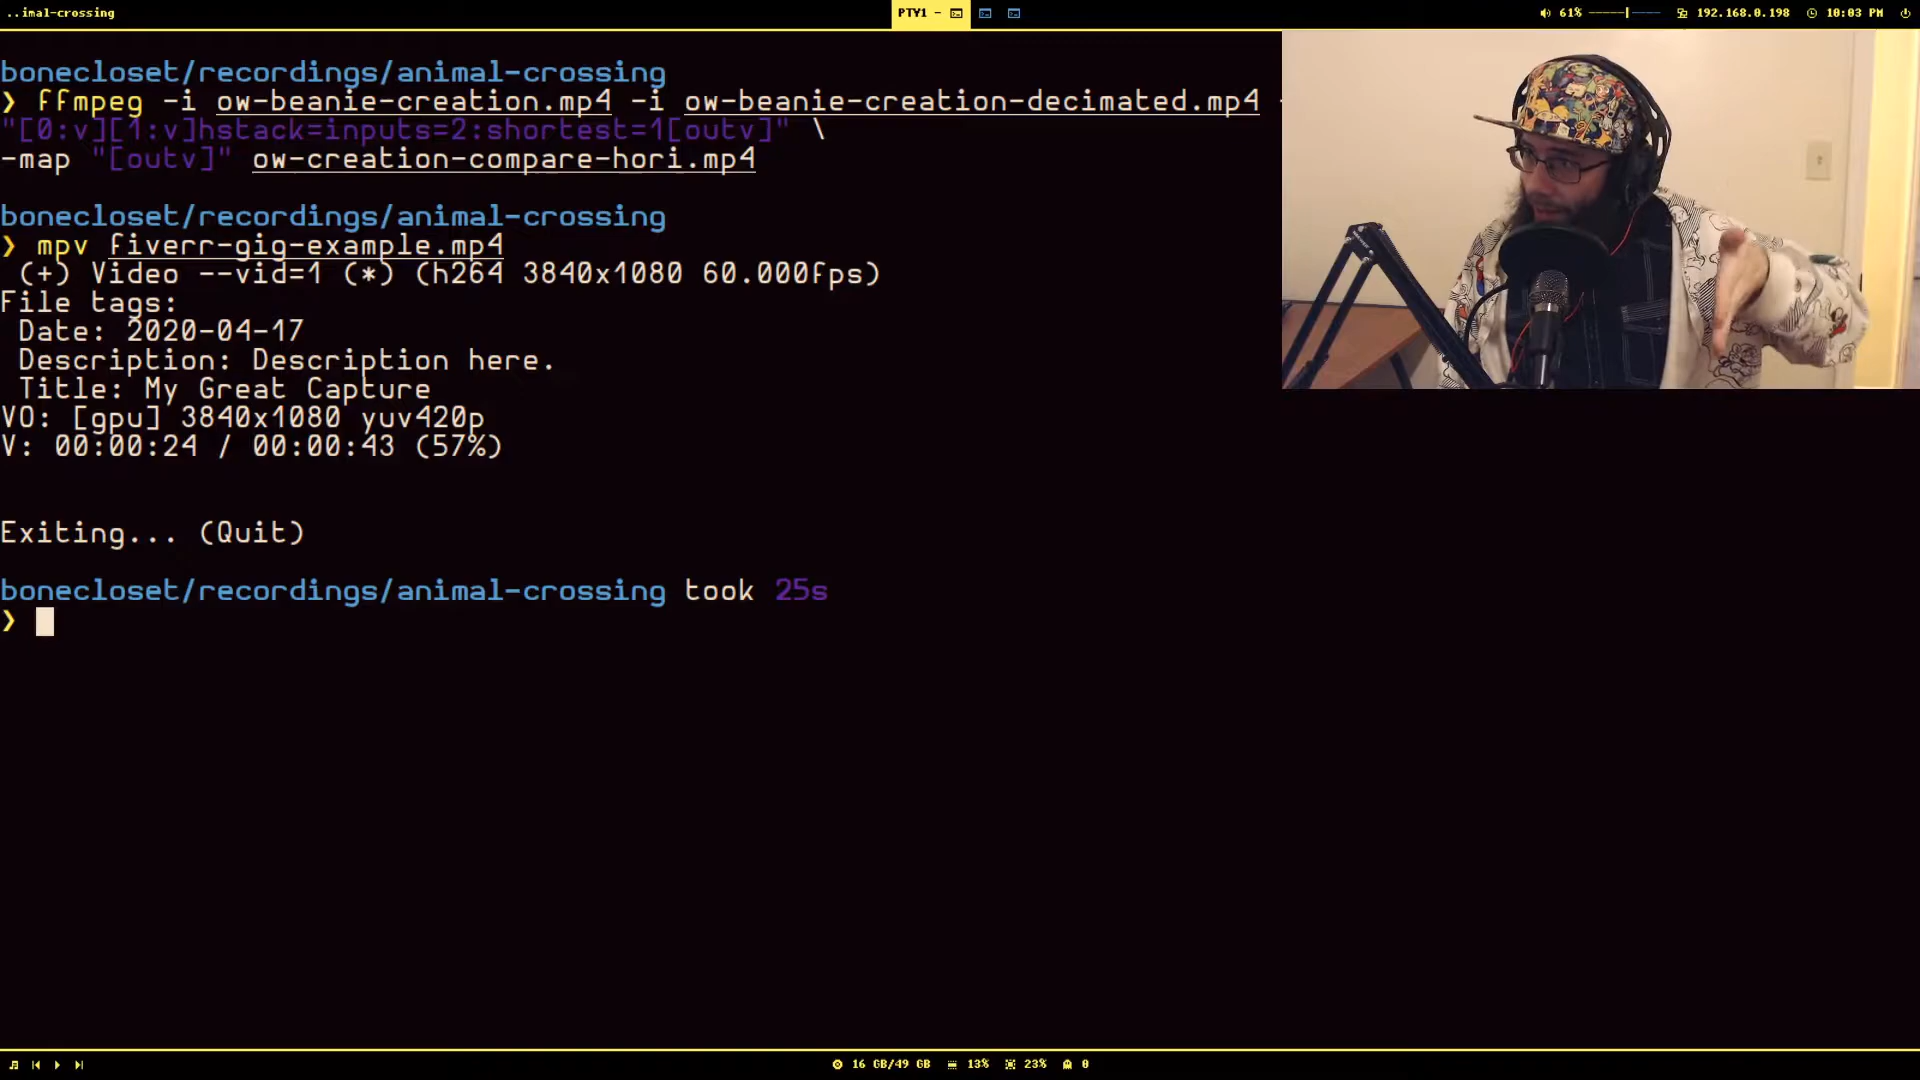 ..imal-crossing
PTY1 -
61%
192.168.0.198
10:03 PM
bonecloset/recordings/animal-crossing
❯ ffmpeg -i ow-beanie-creation.mp4 -i ow-beanie-creation-decimated.mp4
"[0:v][1:v]hstack=inputs=2:shortest=1[outv]" \
-map "[outv]" ow-creation-compare-hori.mp4
bonecloset/recordings/animal-crossing
❯ mpv fiverr-gig-example.mp4
(+) Video --vid=1 (*) (h264 3840x1080 60.000fps)
File tags:
Date: 2020-04-17
Description: Description here.
Title: My Great Capture
VO: [gpu] 3840x1080 yuv420p
V: 00:00:24 / 00:00:43 (57%)
Exiting... (Quit)
bonecloset/recordings/animal-crossing took 25s
❯
16 GB/49 GB
13%
23%
0